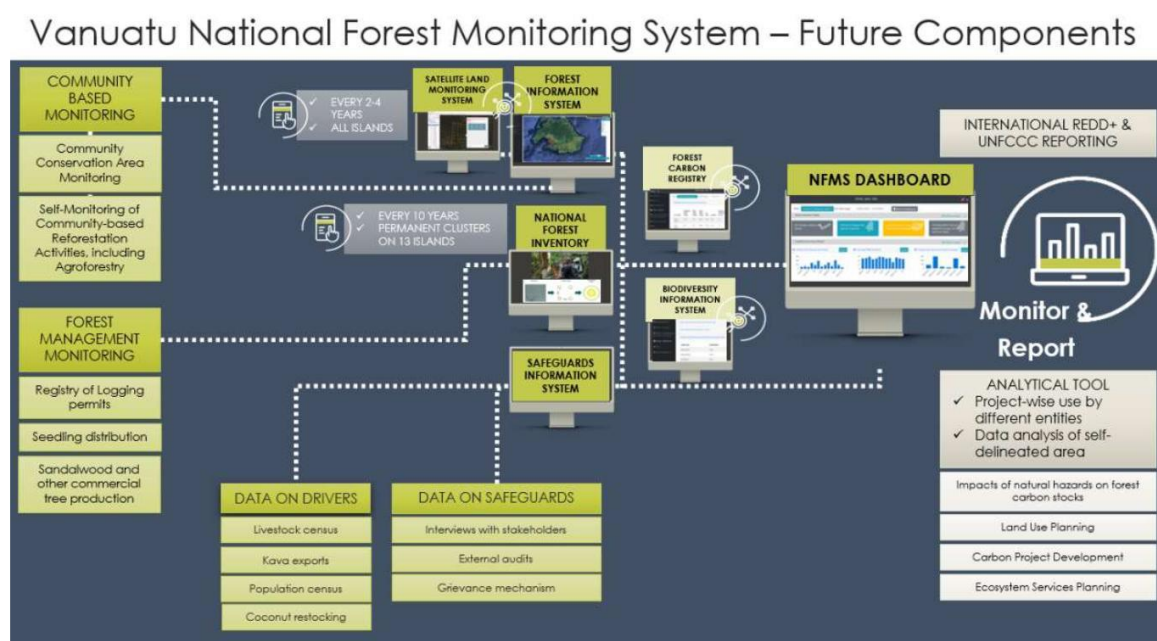 Vanuatu National Forest Monitoring System – Future Components
COMMUNITY
BASED
MONITORING
Community
Conservation Area
Monitoring
Self-Monitoring of
Community-based
Reforestation
Activities, including
Agroforestry
FOREST
MANAGEMENT
MONITORING
Registry of Logging
permits
Seedling distribution
Sandalwood and
other commercial
tree production
✓ EVERY 2-4
YEARS
✓ ALL ISLANDS
SATELLITE LAND
MONITORING
SYSTEM
FOREST
INFORMATION
SYSTEM
✓ EVERY 10 YEARS
✓ PERMANENT CLUSTERS
ON 13 ISLANDS
NATIONAL
FOREST
INVENTORY
SAFEGUARDS
INFORMATION
SYSTEM
DATA ON DRIVERS
Livestock census
Kava exports
Population census
Coconut restocking
DATA ON SAFEGUARDS
Interviews with stakeholders
External audits
Grievance mechanism
FOREST
CARBON
REGISTRY
BIODIVERSITY
INFORMATION
SYSTEM
NFMS DASHBOARD
INTERNATIONAL REDD+ &
UNFCCC REPORTING
Monitor &
Report
ANALYTICAL TOOL
✓ Project-wise use by
different entities
✓ Data analysis of self-
delineated area
Impacts of natural hazards on forest
carbon stocks
Land Use Planning
Carbon Project Development
Ecosystem Services Planning